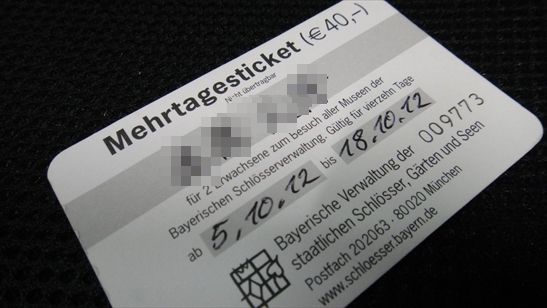 Mehrtagesticket (€40,-)
Nicht übertragbar
für 2 Erwachsene zum besuch aller Museen der
Bayerischen Schlösserverwaltung. Gültig für vierzehn Tage
ab 5.10.12 bis 18.10.12
009773
Bayerische Verwaltung der
staatlichen Schlösser, Gärten und Seen
Postfach 202063 · 80020 München
www.schloesser.bayern.de